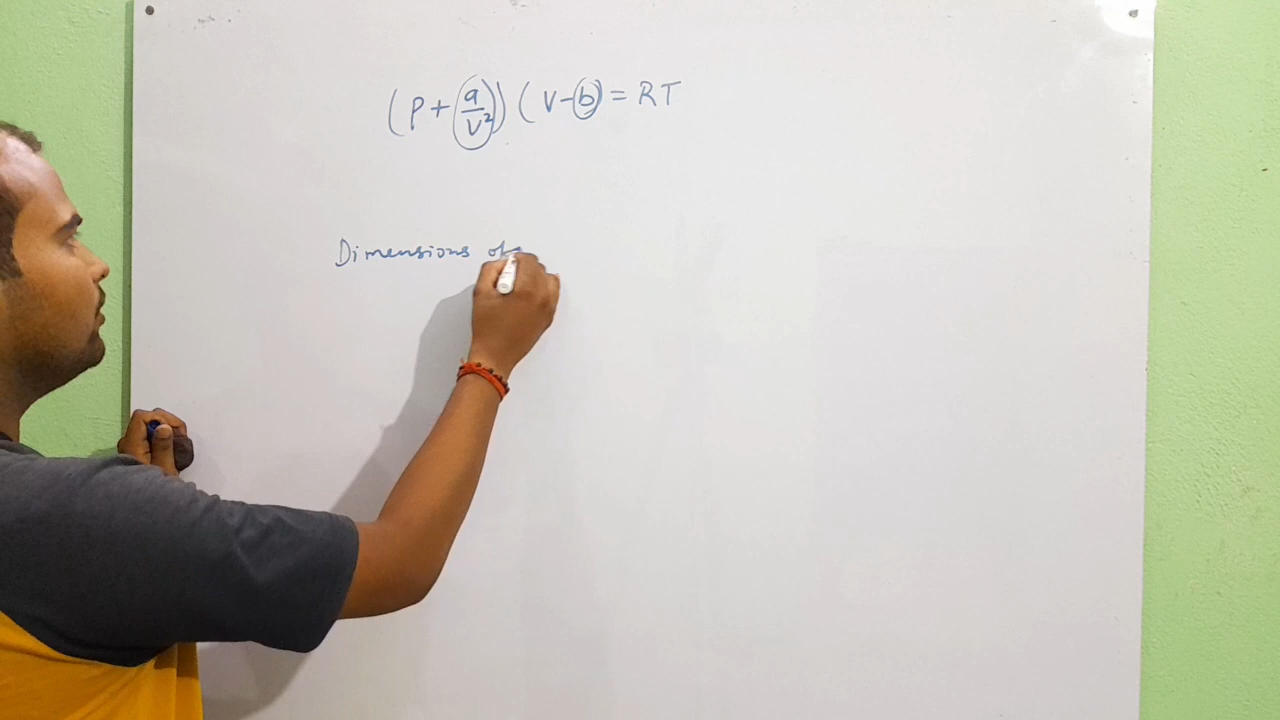 (P + a/V²) (V - b) = RT
Dimensions of